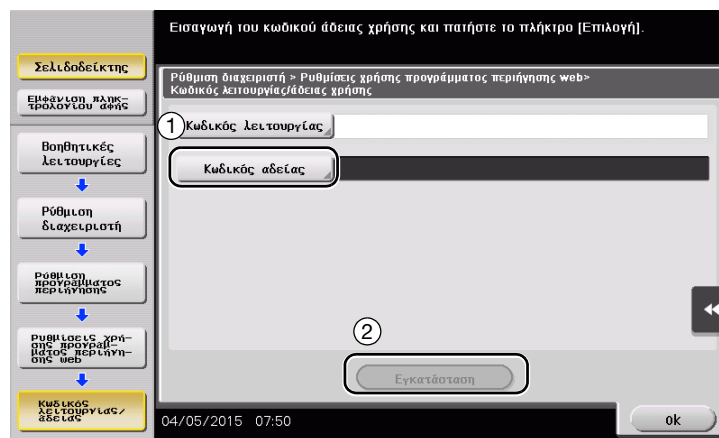 Εισαγωγή του κωδικού άδειας χρήσης και πατήστε το πλήκτρο [Επιλογή].
Σελιδοδείκτης
Εμφάνιση πληκ-
τρολογίου αφής
Βοηθητικές
λειτουργίες
Ρύθμιση
διαχειριστή
Ρύθμιση
προγράμματος
περιήγησης
Ρυθμίσεις χρή-
σης προγράμ-
ματος περιήγη-
σης web
Κωδικός
λειτουργίας/
άδειας
Ρύθμιση διαχειριστή > Ρυθμίσεις χρήσης προγράμματος περιήγησης web>
Κωδικός λειτουργίας/άδειας χρήσης
1
Κωδικός λειτουργίας
Κωδικός αδείας
2
Εγκατάσταση
04/05/2015 07:50
ok